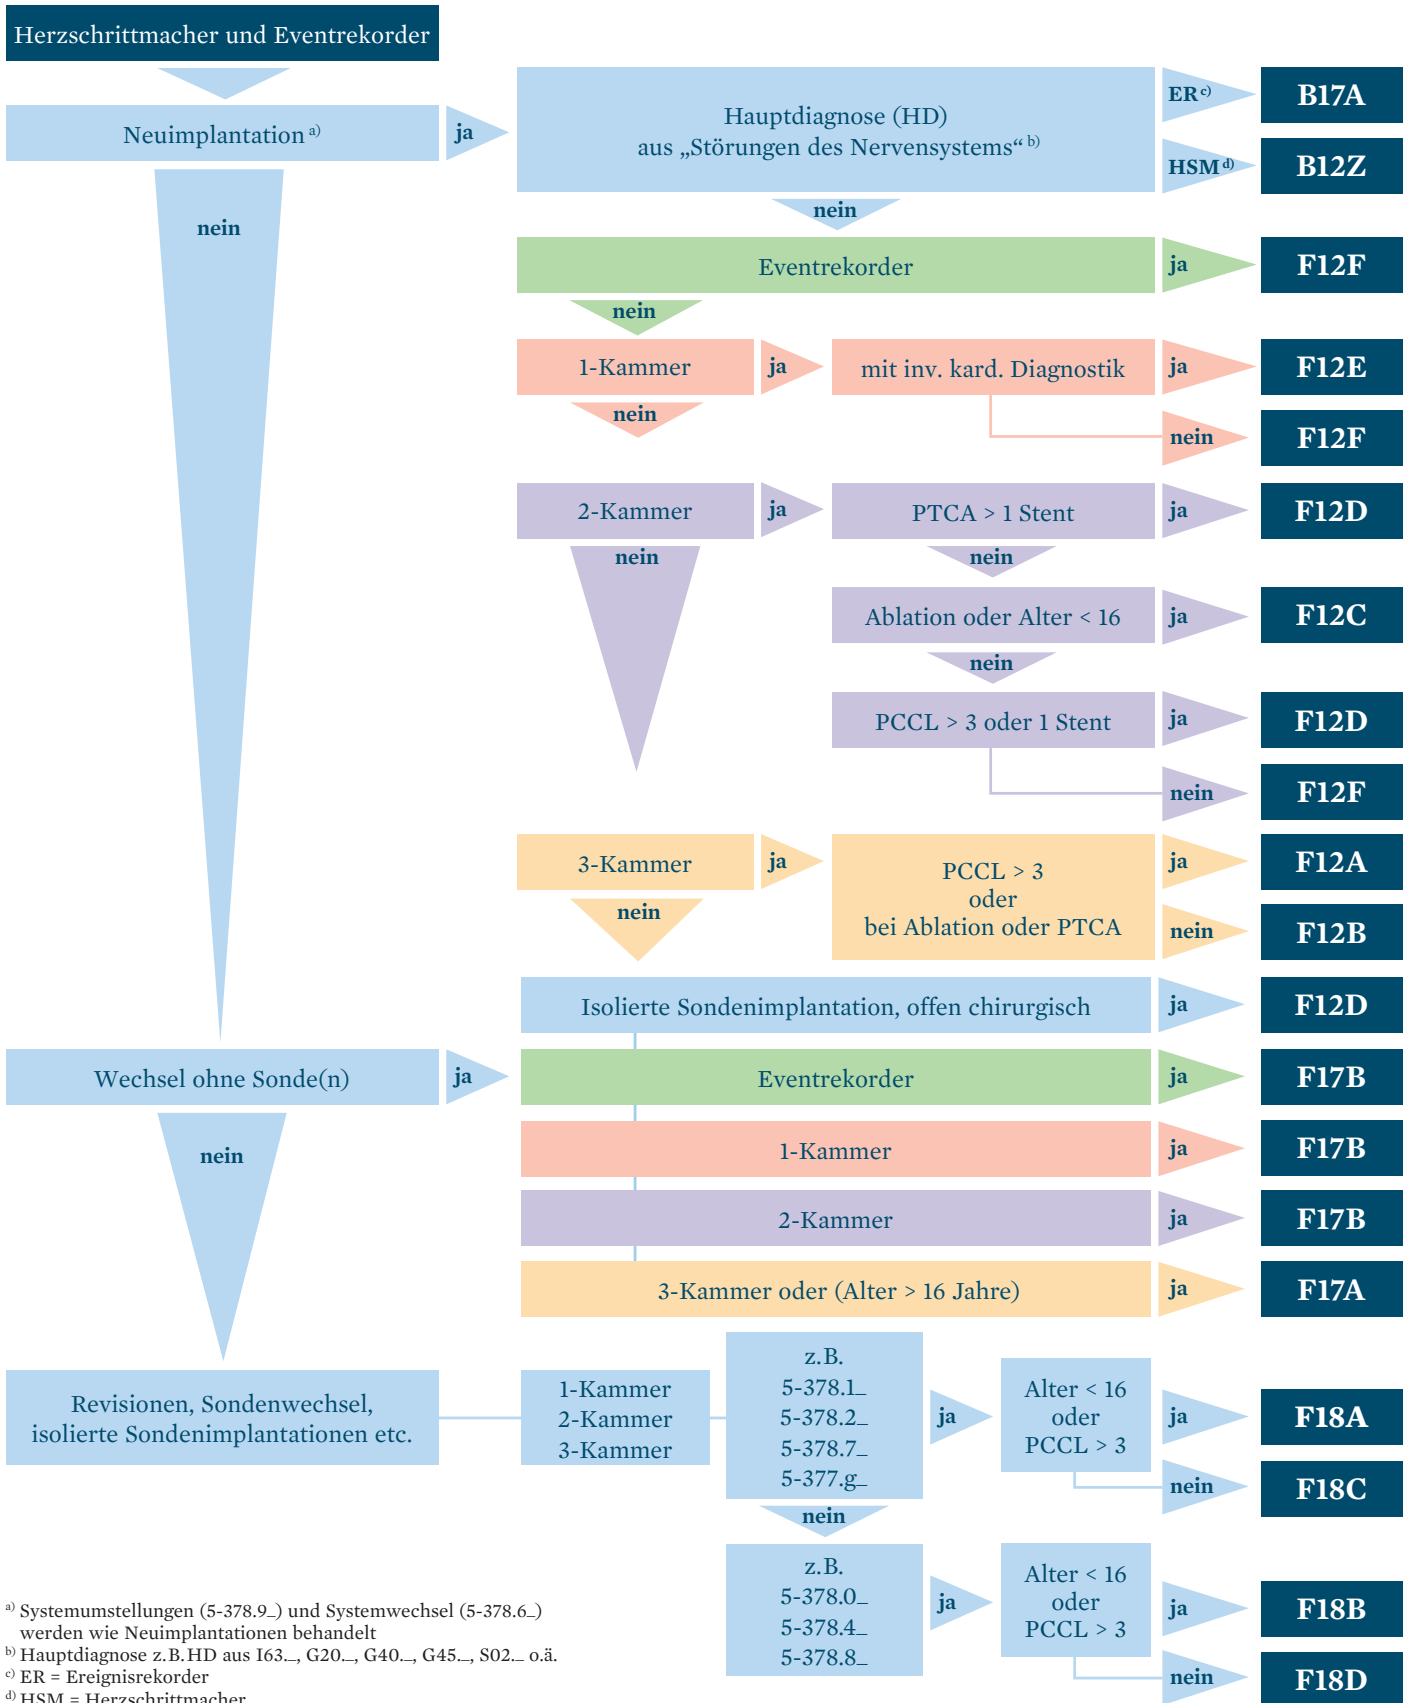 Herzschrittmacher und Eventrekorder
Neuimplantation a)
ja
Hauptdiagnose (HD)
aus „Störungen des Nervensystems“ b)
ER c)
B17A
HSM d)
B12Z
nein
nein
Eventrekorder
ja
F12F
nein
1-Kammer
ja
mit inv. kard. Diagnostik
ja
F12E
nein
nein
F12F
2-Kammer
ja
PTCA > 1 Stent
ja
F12D
nein
nein
Ablation oder Alter < 16
ja
F12C
nein
PCCL > 3 oder 1 Stent
ja
F12D
nein
F12F
3-Kammer
ja
PCCL > 3
oder
bei Ablation oder PTCA
ja
F12A
nein
nein
F12B
Isolierte Sondenimplantation, offen chirurgisch
ja
F12D
Wechsel ohne Sonde(n)
ja
Eventrekorder
ja
F17B
nein
1-Kammer
ja
F17B
2-Kammer
ja
F17B
3-Kammer oder (Alter > 16 Jahre)
ja
F17A
Revisionen, Sondenwechsel,
isolierte Sondenimplantationen etc.
1-Kammer
2-Kammer
3-Kammer
z.B.
5-378.1_
5-378.2_
5-378.7_
5-377.g_
ja
Alter < 16
oder
PCCL > 3
ja
F18A
nein
F18C
nein
z.B.
5-378.0_
5-378.4_
5-378.8_
ja
Alter < 16
oder
PCCL > 3
ja
F18B
nein
F18D
a) Systemumstellungen (5-378.9_) und Systemwechsel (5-378.6_)
werden wie Neuimplantationen behandelt
b) Hauptdiagnose z.B. HD aus I63._, G20._, G40._, G45._, S02._ o.ä.
c) ER = Ereignisrekorder
d) HSM = Herzschrittmacher